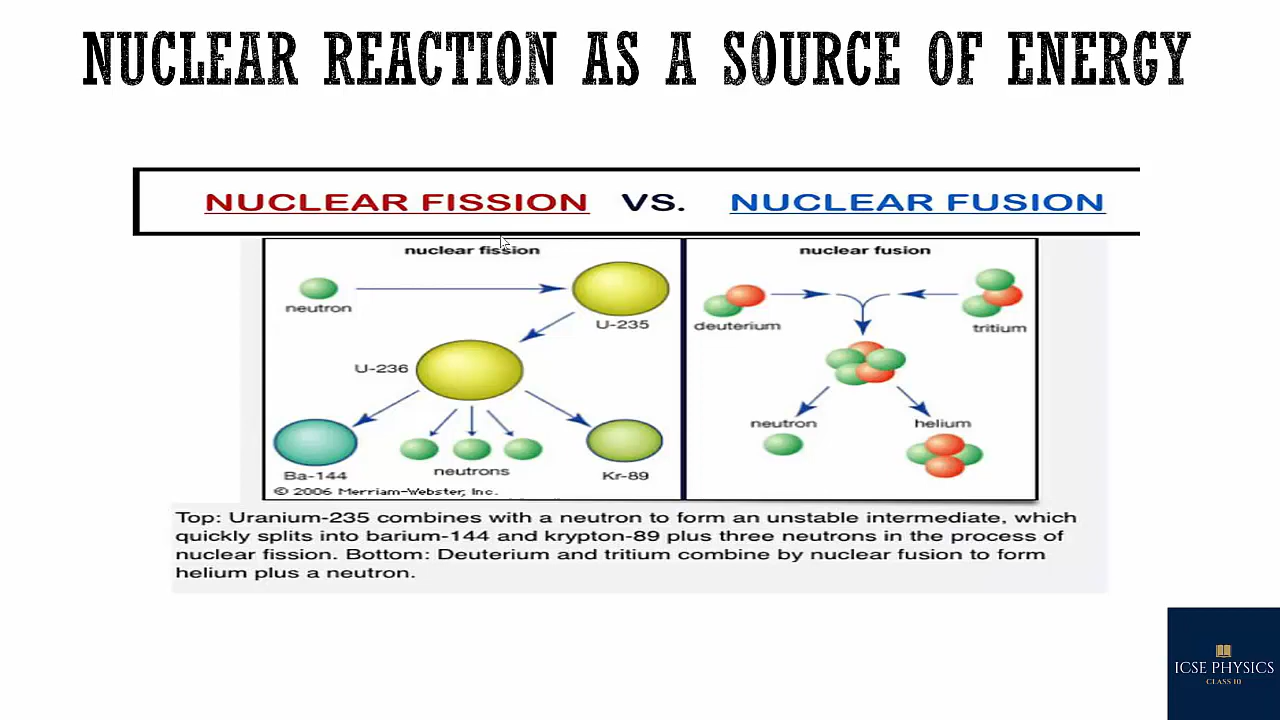 NUCLEAR REACTION AS A SOURCE OF ENERGY
NUCLEAR FISSION VS. NUCLEAR FUSION
nuclear fission
neutron
U-235
U-236
Ba-144
neutrons
Kr-89
© 2006 Merriam-Webster, Inc.
nuclear fusion
deuterium
tritium
neutron
helium
Top: Uranium-235 combines with a neutron to form an unstable intermediate, which
quickly splits into barium-144 and krypton-89 plus three neutrons in the process of
nuclear fission. Bottom: Deuterium and tritium combine by nuclear fusion to form
helium plus a neutron.
ICSE PHYSICS
CLASS 10